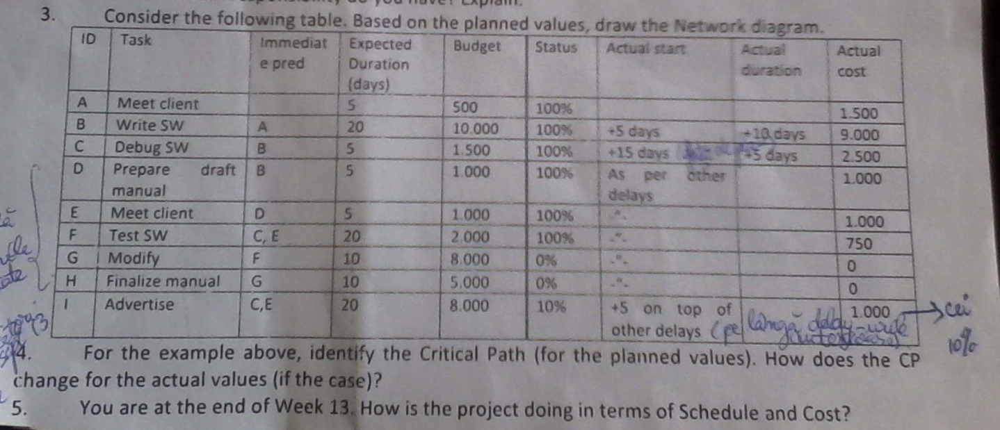 3. Consider the following table. Based on the planned values, draw the Network diagram.
ID Task Immediat Expected Budget Status Actual start Actual Actual
e pred Duration duration cost
(days)
A Meet client 5 500 100% 1.500
B Write SW A 20 10.000 100% +5 days +10 days 9.000
C Debug SW B 5 1.500 100% +15 days +5 days 2.500
D Prepare draft B 5 1.000 100% As per other 1.000
manual delays
E Meet client D 5 1.000 100% -"- 1.000
F Test SW C, E 20 2.000 100% -"- 750
G Modify F 10 8.000 0% -"- 0
H Finalize manual G 10 5.000 0% -"- 0
I Advertise C,E 20 8.000 10% +5 on top of 1.000 cei
other delays (pe langă delay 10%
4. For the example above, identify the Critical Path (for the planned values). How does the CP
change for the actual values (if the case)?
5. You are at the end of Week 13. How is the project doing in terms of Schedule and Cost?